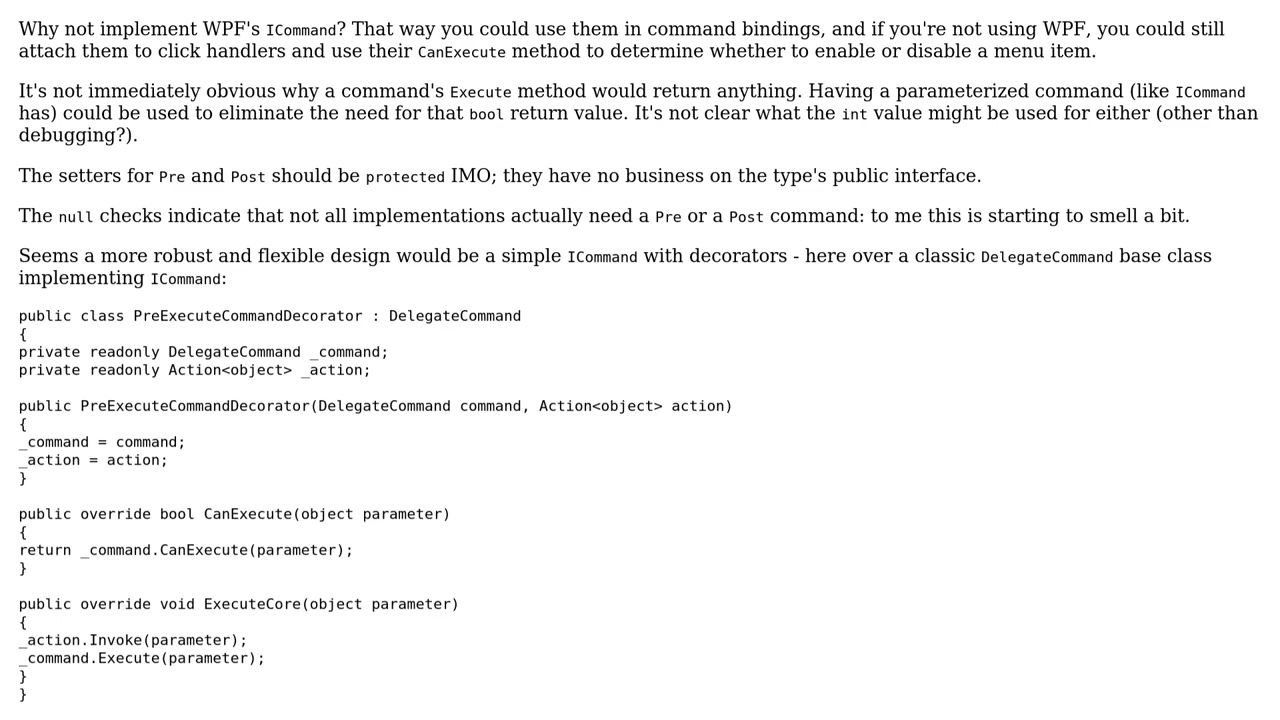 Why not implement WPF's ICommand? That way you could use them in command bindings, and if you're not using WPF, you could still
attach them to click handlers and use their CanExecute method to determine whether to enable or disable a menu item.
It's not immediately obvious why a command's Execute method would return anything. Having a parameterized command (like ICommand
has) could be used to eliminate the need for that bool return value. It's not clear what the int value might be used for either (other than
debugging?).
The setters for Pre and Post should be protected IMO; they have no business on the type's public interface.
The null checks indicate that not all implementations actually need a Pre or a Post command: to me this is starting to smell a bit.
Seems a more robust and flexible design would be a simple ICommand with decorators - here over a classic DelegateCommand base class
implementing ICommand:
public class PreExecuteCommandDecorator : DelegateCommand
{
private readonly DelegateCommand _command;
private readonly Action<object> _action;
public PreExecuteCommandDecorator(DelegateCommand command, Action<object> action)
{
_command = command;
_action = action;
}
public override bool CanExecute(object parameter)
{
return _command.CanExecute(parameter);
}
public override void ExecuteCore(object parameter)
{
_action.Invoke(parameter);
_command.Execute(parameter);
}
}